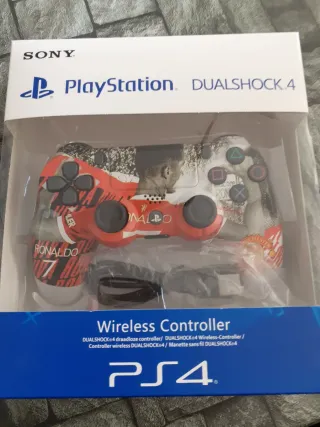 SONY
PlayStation
DUALSHOCK 4
RONALDO
RONALDO
7
Wireless Controller
DUALSHOCK®4 draadloze controller/ DUALSHOCK®4 Wireless-Controller /
Controller wireless DUALSHOCK®4 / Manette sans fil DUALSHOCK®4
PS4